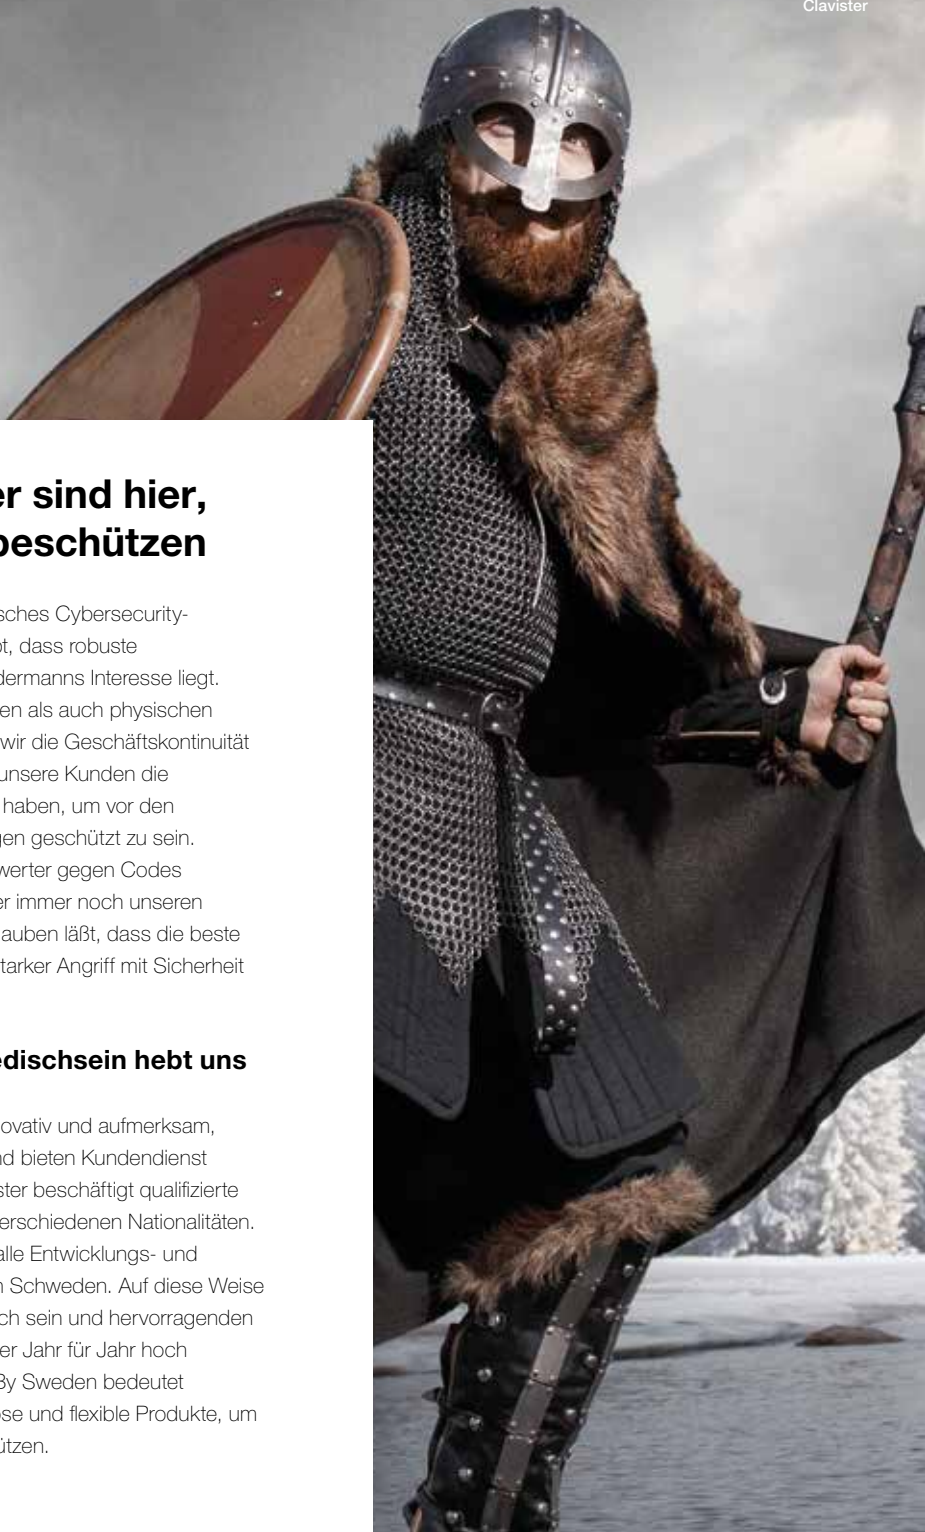 Clavister
er sind hier,
beschützen
sches Cybersecurity-
bt, dass robuste
dermanns Interesse liegt.
en als auch physischen
wir die Geschäftskontinuität
unsere Kunden die
haben, um vor den
gen geschützt zu sein.
werter gegen Codes
er immer noch unseren
auben läßt, dass die beste
tarker Angriff mit Sicherheit
edischsein hebt uns
ovativ und aufmerksam,
nd bieten Kundendienst
ster beschäftigt qualifizierte
erschiedenen Nationalitäten.
alle Entwicklungs- und
n Schweden. Auf diese Weise
ch sein und hervorragenden
er Jahr für Jahr hoch
By Sweden bedeutet
ose und flexible Produkte, um
ützen.